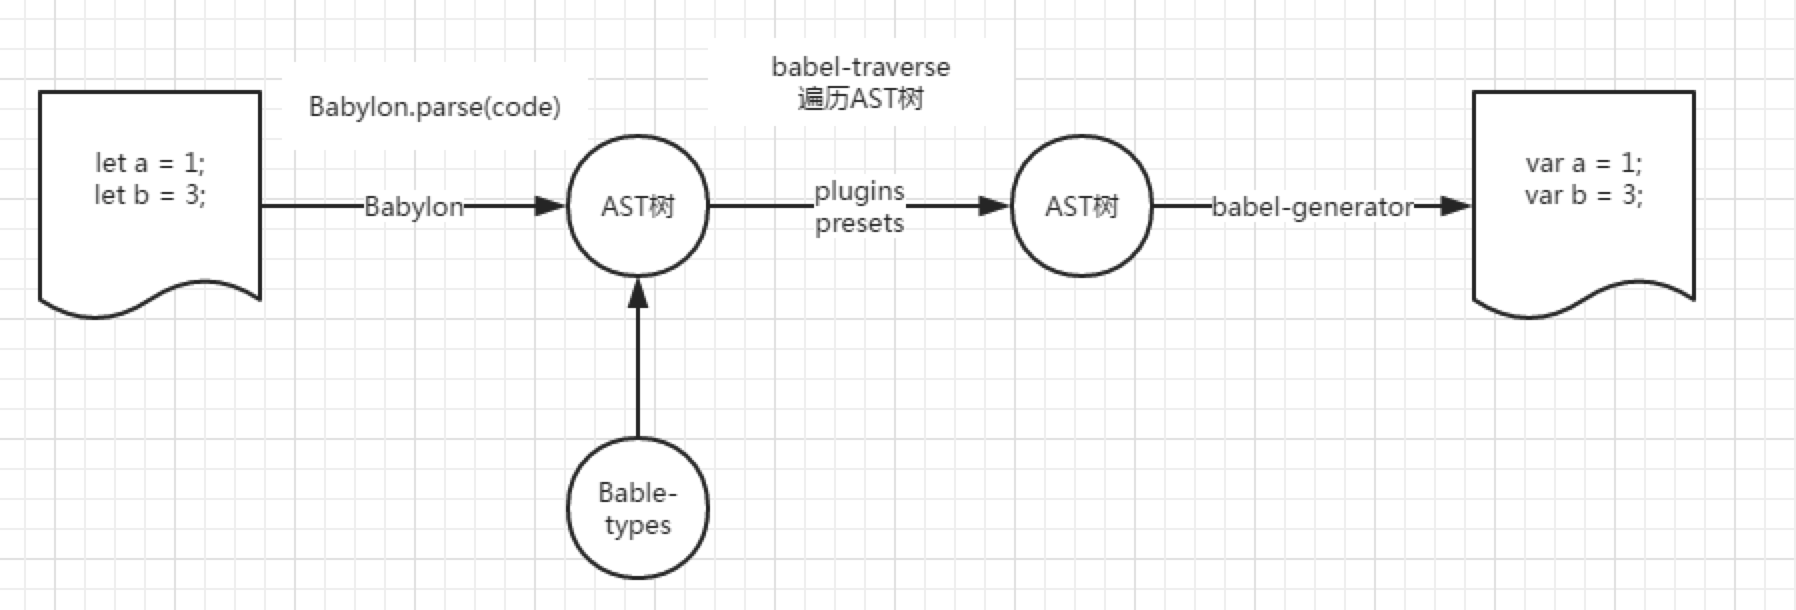 let a = 1;
let b = 3;
Babylon.parse(code)
Babylon
AST树
babel-traverse
遍历AST树
plugins
presets
AST树
babel-generator
var a = 1;
var b = 3;
Bable-
types